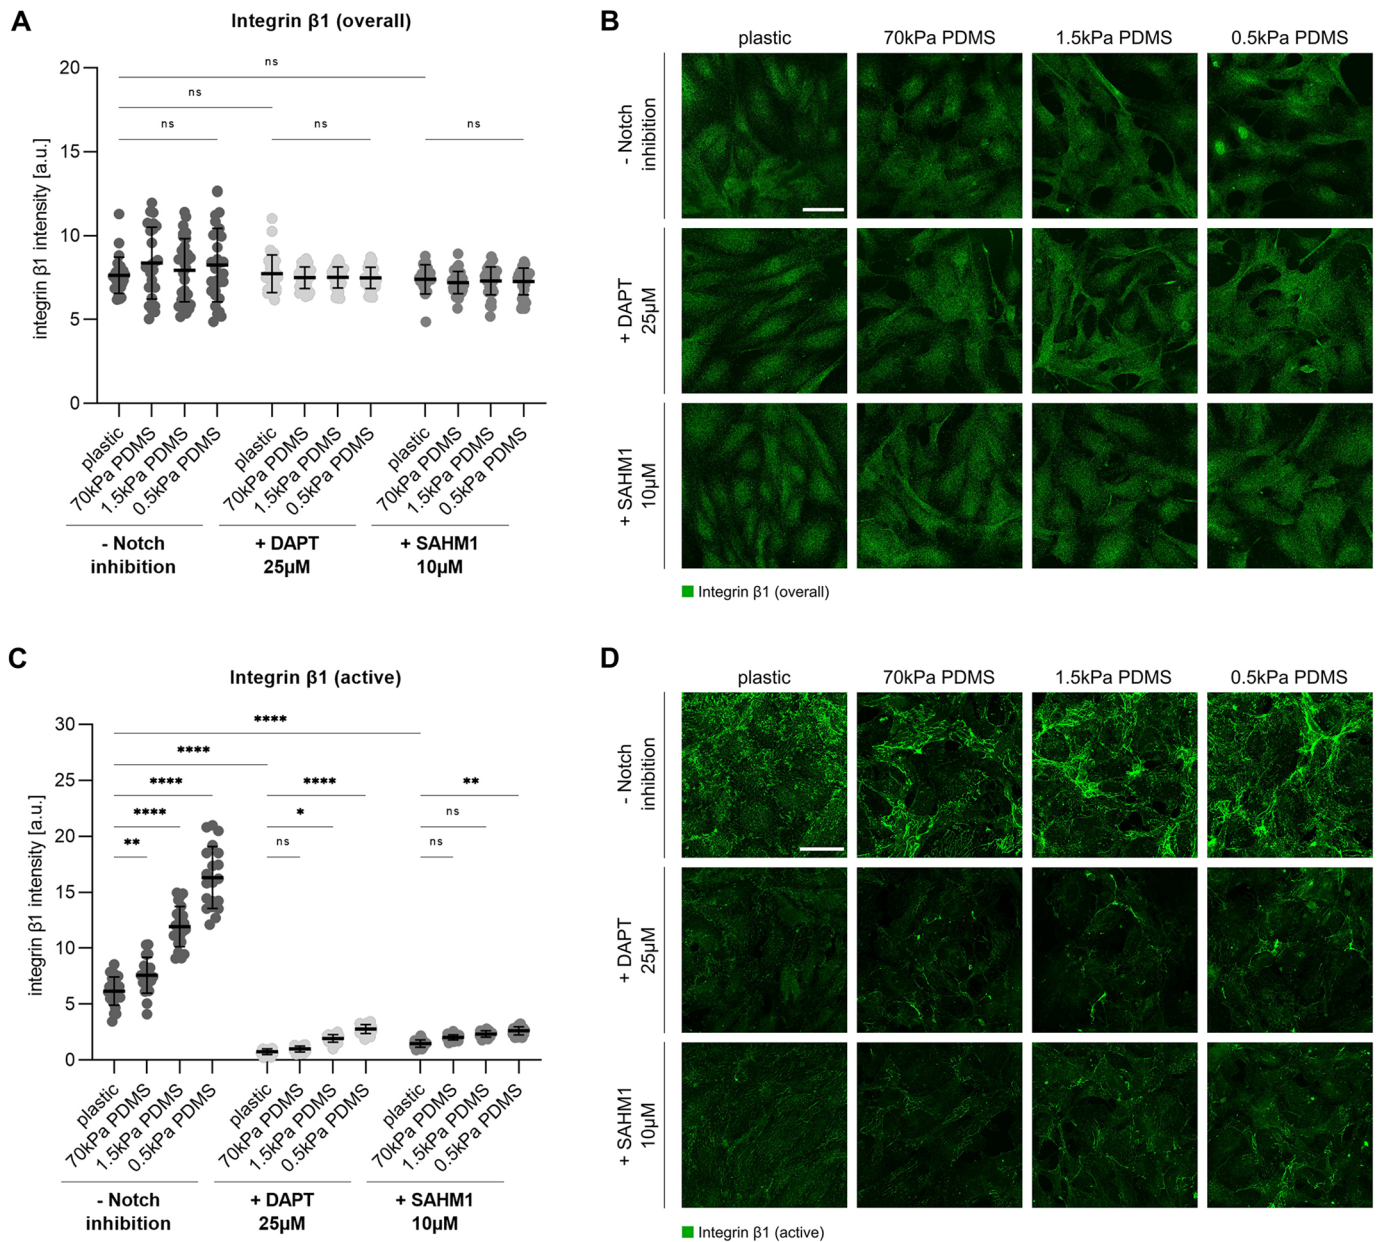 A
Integrin β1 (overall)
integrin β1 intensity [a.u.]
20
15
10
5
0
ns
ns
ns
ns
ns
plastic
70kPa PDMS
1.5kPa PDMS
0.5kPa PDMS
plastic
70kPa PDMS
1.5kPa PDMS
0.5kPa PDMS
plastic
70kPa PDMS
1.5kPa PDMS
0.5kPa PDMS
- Notch
inhibition
+ DAPT
25μM
+ SAHM1
10μM
B
plastic
70kPa PDMS
1.5kPa PDMS
0.5kPa PDMS
- Notch
inhibition
+ DAPT
25μM
+ SAHM1
10μM
Integrin β1 (overall)
C
Integrin β1 (active)
integrin β1 intensity [a.u.]
30
25
20
15
10
5
0
****
****
****
****
**
****
*
ns
**
ns
ns
plastic
70kPa PDMS
1.5kPa PDMS
0.5kPa PDMS
plastic
70kPa PDMS
1.5kPa PDMS
0.5kPa PDMS
plastic
70kPa PDMS
1.5kPa PDMS
0.5kPa PDMS
- Notch
inhibition
+ DAPT
25μM
+ SAHM1
10μM
D
plastic
70kPa PDMS
1.5kPa PDMS
0.5kPa PDMS
- Notch
inhibition
+ DAPT
25μM
+ SAHM1
10μM
Integrin β1 (active)